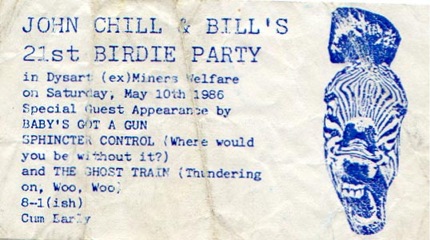 JOHN CHILL & BILL'S
21st BIRDIE PARTY
in Dysart (ex)Miners Welfare
on Saturday, May 10th 1986
Special Guest Appearance by
BABY'S GOT A GUN
SPHINCTER CONTROL (Where would
you be without it?)
and THE GHOST TRAIN (Thundering
on, Woo, Woo)
8-1(ish)
Cum Early